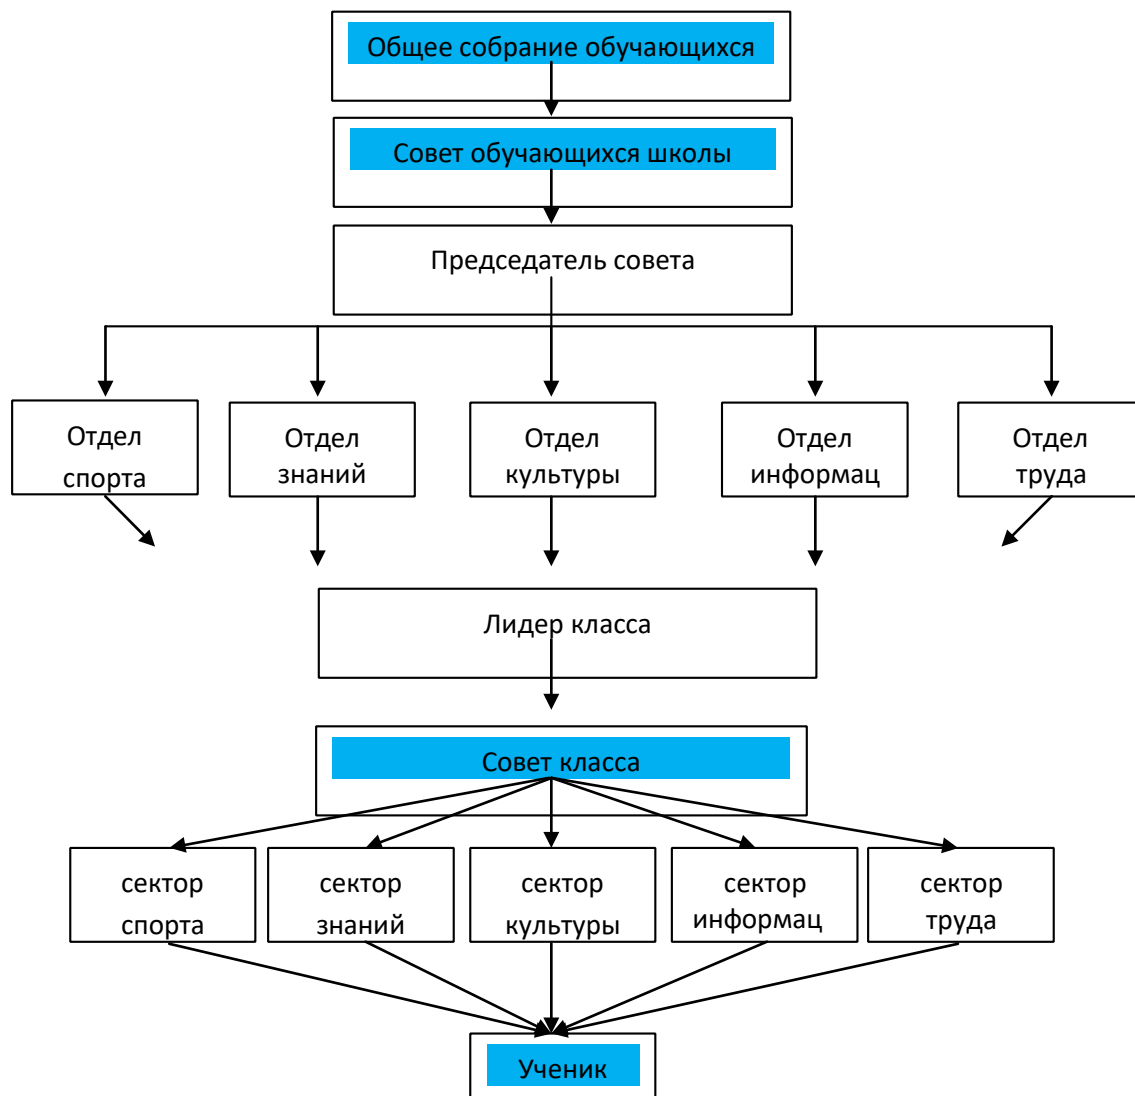 Общее собрание обучающихся
Совет обучающихся школы
Председатель совета
Отдел
спорта
Отдел
знаний
Отдел
культуры
Отдел
информац
Отдел
труда
Лидер класса
Совет класса
сектор
спорта
сектор
знаний
сектор
культуры
сектор
информац
сектор
труда
Ученик